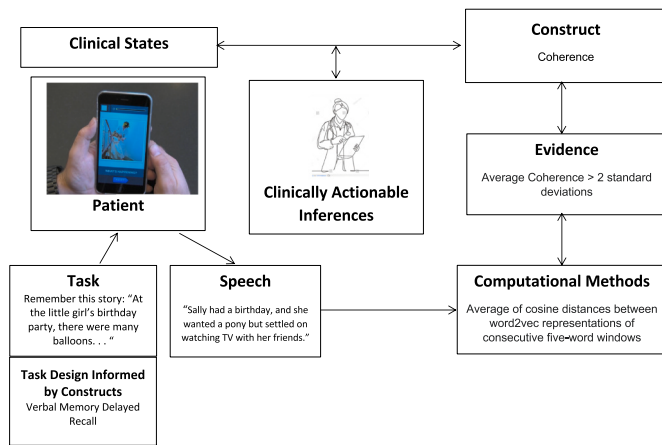 Clinical States
Construct
Coherence
Patient
Clinically Actionable
Inferences
Evidence
Average Coherence > 2 standard
deviations
Task
Remember this story: “At
the little girl’s birthday
party, there were many
balloons. . . “
Speech
“Sally had a birthday, and she
wanted a pony but settled on
watching TV with her friends.”
Computational Methods
Average of cosine distances between
word2vec representations of
consecutive five-word windows
Task Design Informed
by Constructs
Verbal Memory Delayed
Recall